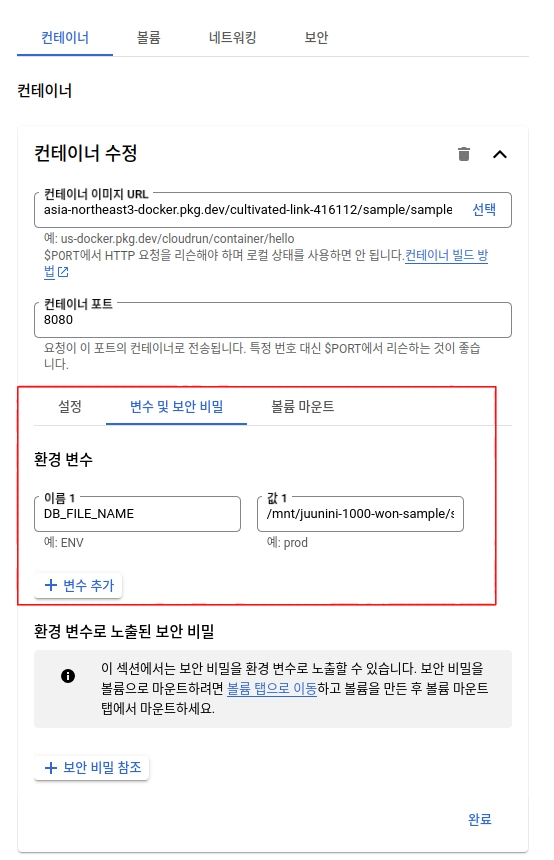 컨테이너 볼륨 네트워킹 보안
컨테이너
컨테이너 수정
컨테이너 이미지 URL
asia-northeast3-docker.pkg.dev/cultivated-link-416112/sample/sample 선택
예: us-docker.pkg.dev/cloudrun/container/hello
$PORT에서 HTTP 요청을 리슨해야 하며 로컬 상태를 사용하면 안 됩니다.컨테이너 빌드 방
법
컨테이너 포트
8080
요청이 이 포트의 컨테이너로 전송됩니다. 특정 번호 대신 $PORT에서 리슨하는 것이 좋습
니다.
설정 변수 및 보안 비밀 볼륨 마운트
환경 변수
이름 1 값 1
DB_FILE_NAME /mnt/juunini-1000-won-sample/s
예: ENV 예: prod
+ 변수 추가
환경 변수로 노출된 보안 비밀
이 섹션에서는 보안 비밀을 환경 변수로 노출할 수 있습니다. 보안 비밀을
볼륨으로 마운트하려면 볼륨 탭으로 이동하고 볼륨을 만든 후 볼륨 마운트
탭에서 마운트하세요.
+ 보안 비밀 참조
완료